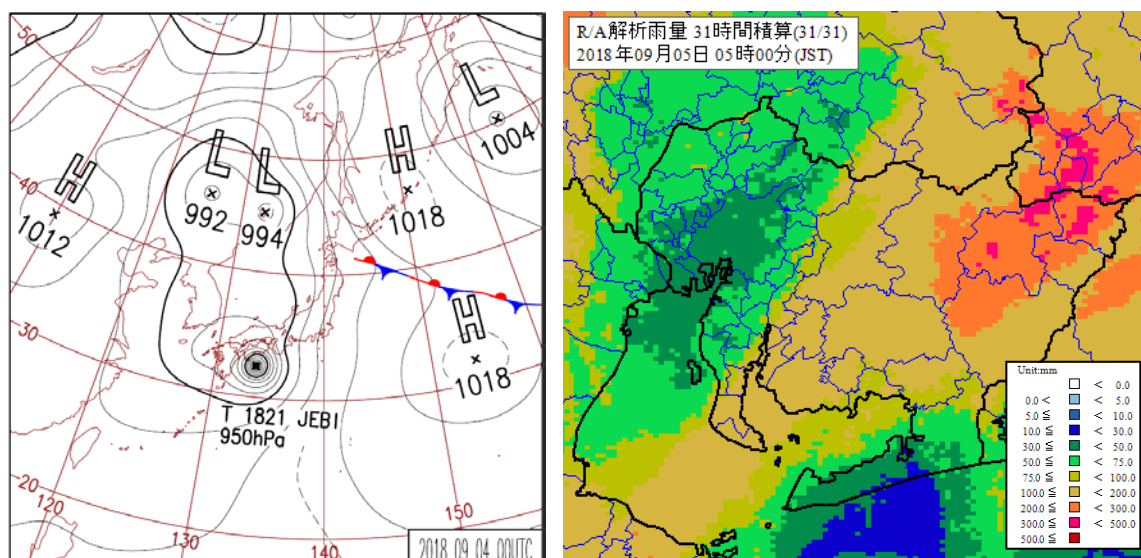 L
1004
50
L
L
H
H
40
992
994
1018
1012
H
30
1018
T 1821 JEBI
950hPa
20
120
130
140
150
2018 09 04 00UTC
R/A解析雨量 31時間積算(31/31)
2018年09月05日 05時00分(JST)
Unit:mm
< 0.0
0.0 < < 5.0
5.0 ≦ < 10.0
10.0 ≦ < 30.0
30.0 ≦ < 50.0
50.0 ≦ < 75.0
75.0 ≦ < 100.0
100.0 ≦ < 200.0
200.0 ≦ < 300.0
300.0 ≦ < 500.0
500.0 ≦